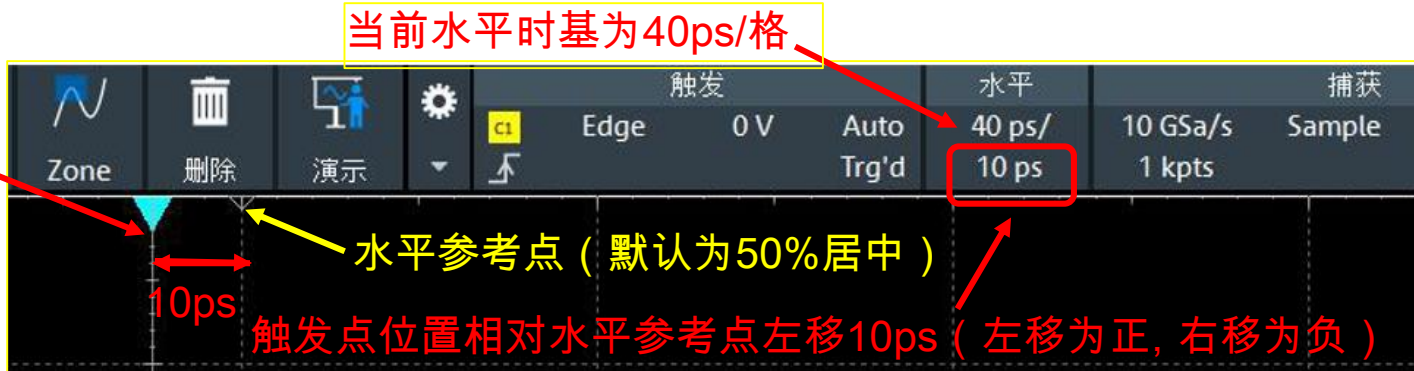 当前水平时基为40ps/格
触发 水平 捕获
C1 Edge 0 V Auto 40 ps/ 10 GSa/s Sample
Zone 删除 演示 Trg'd 10 ps 1 kpts
水平参考点（默认为50%居中）
10ps
触发点位置相对水平参考点左移10ps（左移为正, 右移为负）